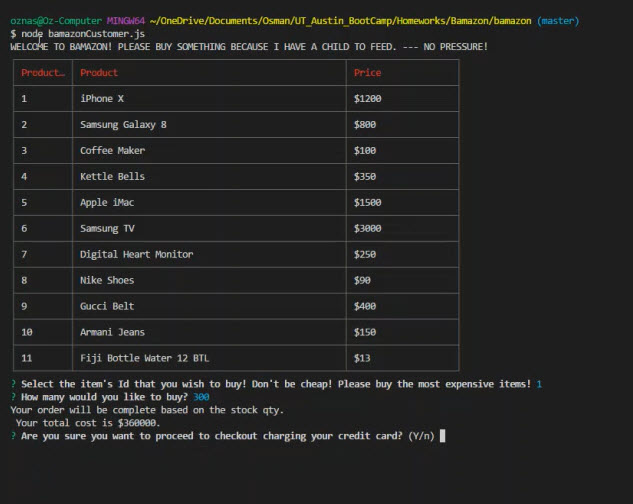 oznas@Oz-Computer MINGW64 ~/OneDrive/Documents/Osman/UT_Austin_BootCamp/Homeworks/Bamazon/bamazon (master)
$ node bamazonCustomer.js
WELCOME TO BAMAZON! PLEASE BUY SOMETHING BECAUSE I HAVE A CHILD TO FEED. --- NO PRESSURE!
Product… Product Price
1 iPhone X $1200
2 Samsung Galaxy 8 $800
3 Coffee Maker $100
4 Kettle Bells $350
5 Apple iMac $1500
6 Samsung TV $3000
7 Digital Heart Monitor $250
8 Nike Shoes $90
9 Gucci Belt $400
10 Armani Jeans $150
11 Fiji Bottle Water 12 BTL $13
? Select the item's Id that you wish to buy! Don't be cheap! Please buy the most expensive items! 1
? How many would you like to buy? 300
Your order will be complete based on the stock qty.
Your total cost is $360000.
? Are you sure you want to proceed to checkout charging your credit card? (Y/n)